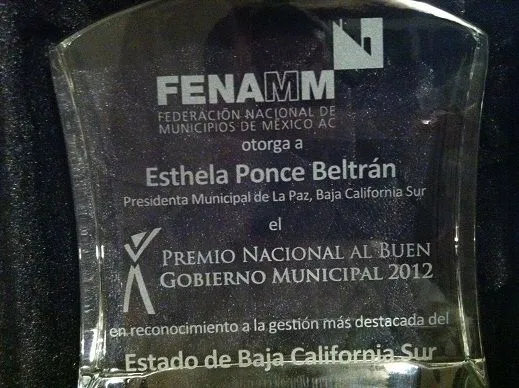 FENAMM
FEDERACIÓN NACIONAL DE
MUNICIPIOS DE MÉXICO AC
otorga a
Esthela Ponce Beltrán
Presidenta Municipal de La Paz, Baja California Sur
el
PREMIO NACIONAL AL BUEN
GOBIERNO MUNICIPAL 2012
en reconocimiento a la gestión más destacada del
Estado de Baja California Sur